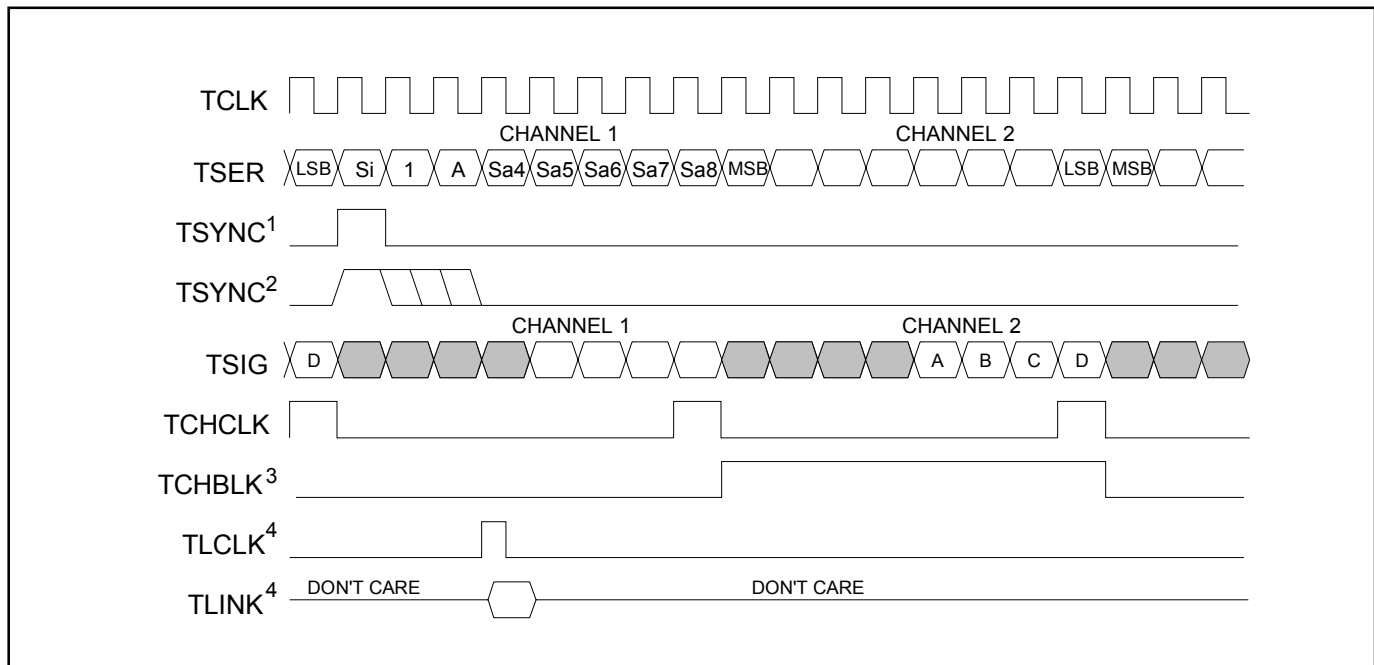 TCLK
CHANNEL 1 CHANNEL 2
TSER LSB Si 1 A Sa4 Sa5 Sa6 Sa7 Sa8 MSB LSB MSB
TSYNC1
TSYNC2
CHANNEL 1 CHANNEL 2
TSIG D A B C D
TCHCLK
TCHBLK3
TLCLK4
TLINK4 DON'T CARE DON'T CARE